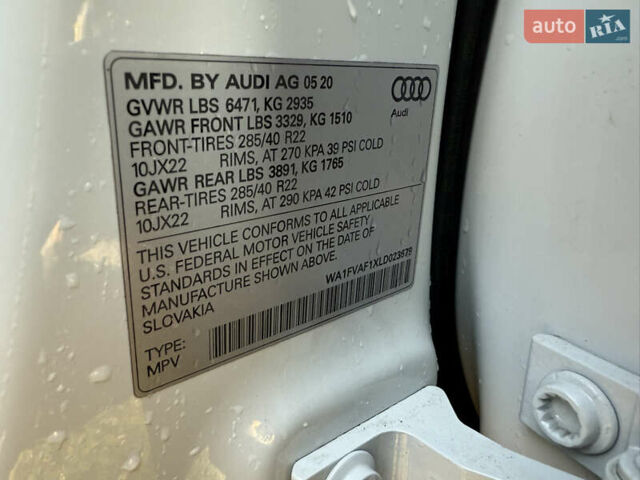 auto RIA
.com
MFD. BY AUDI AG 05 20
GVWR LBS 6471, KG 2935
GAWR FRONT LBS 3329, KG 1510
FRONT-TIRES 285/40 R22
10JX22 RIMS, AT 270 KPA 39 PSI COLD
GAWR REAR LBS 3891, KG 1765
REAR-TIRES 285/40 R22
10JX22 RIMS, AT 290 KPA 42 PSI COLD
Audi
THIS VEHICLE CONFORMS TO ALL APPLICABLE
U.S. FEDERAL MOTOR VEHICLE SAFETY
STANDARDS IN EFFECT ON THE DATE OF
MANUFACTURE SHOWN ABOVE.
SLOVAKIA
WA1FVAF1XLD023679
TYPE:
MPV